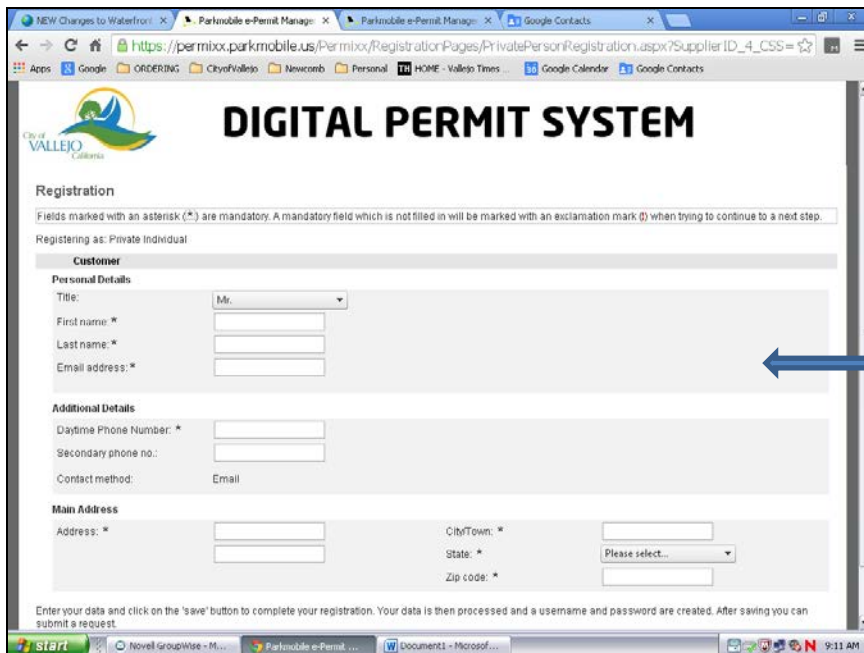 NEW Changes to Waterfront
Parkmobile e-Permit Manage
Parkmobile e-Permit Manage
Google Contacts
https://permixx.parkmobile.us/Permixx/RegistrationPages/PrivatePersonRegistration.aspx?SupplierID_4_CSS=
Apps Google ORDERING CityofVallejo Newcomb Personal TH HOME - Vallejo Times ... Google Calendar Google Contacts
City of
VALLEJO
California
DIGITAL PERMIT SYSTEM
Registration
Fields marked with an asterisk (*) are mandatory. A mandatory field which is not filled in will be marked with an exclamation mark (!) when trying to continue to a next step.
Registering as: Private Individual
Customer
Personal Details
Title: Mr.
First name: *
Last name: *
Email address: *
Additional Details
Daytime Phone Number: *
Secondary phone no.:
Contact method: Email
Main Address
Address: * City/Town: *
State: * Please select...
Zip code: *
Enter your data and click on the 'save' button to complete your registration. Your data is then processed and a username and password are created. After saving you can
submit a request.
start Novell GroupWise - M... Parkmobile e-Permit ... Document1 - Microsof... N 9:11 AM